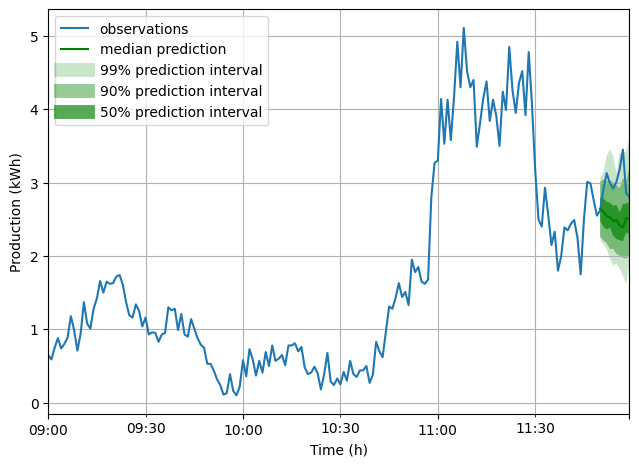 observations
median prediction
99% prediction interval
90% prediction interval
50% prediction interval
5
4
3
2
1
0
Production (kWh)
09:00 09:30 10:00 10:30 11:00 11:30
Time (h)